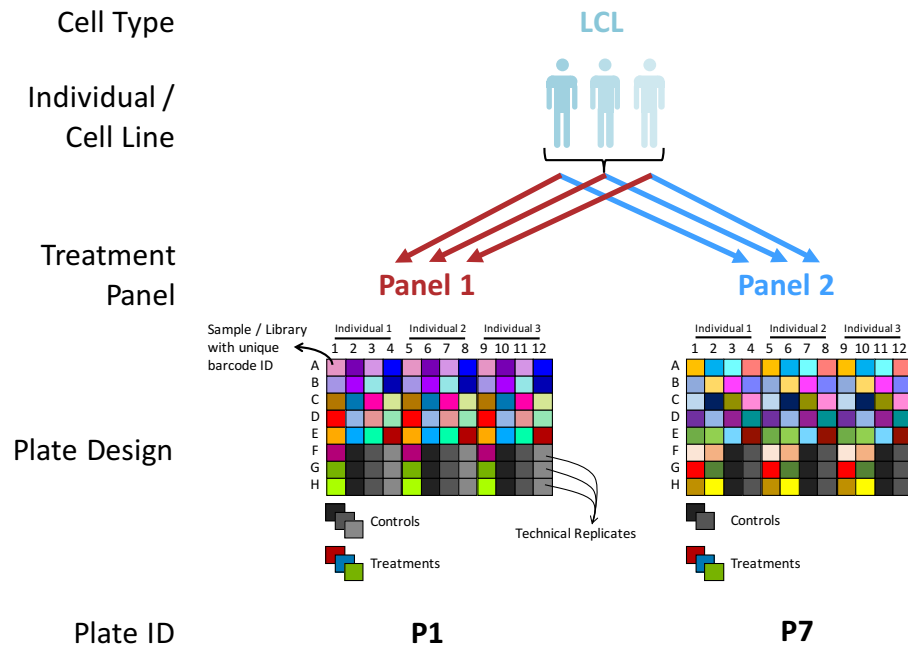 Cell Type
LCL
Individual /
Cell Line
Treatment
Panel
Panel 1
Panel 2
Sample / Library
with unique
barcode ID
Individual 1 Individual 2 Individual 3
1 2 3 4 5 6 7 8 9 10 11 12
A
B
C
D
E
F
G
H
Individual 1 Individual 2 Individual 3
1 2 3 4 5 6 7 8 9 10 11 12
A
B
C
D
E
F
G
H
Plate Design
Controls
Technical Replicates
Treatments
Controls
Treatments
Plate ID
P1
P7